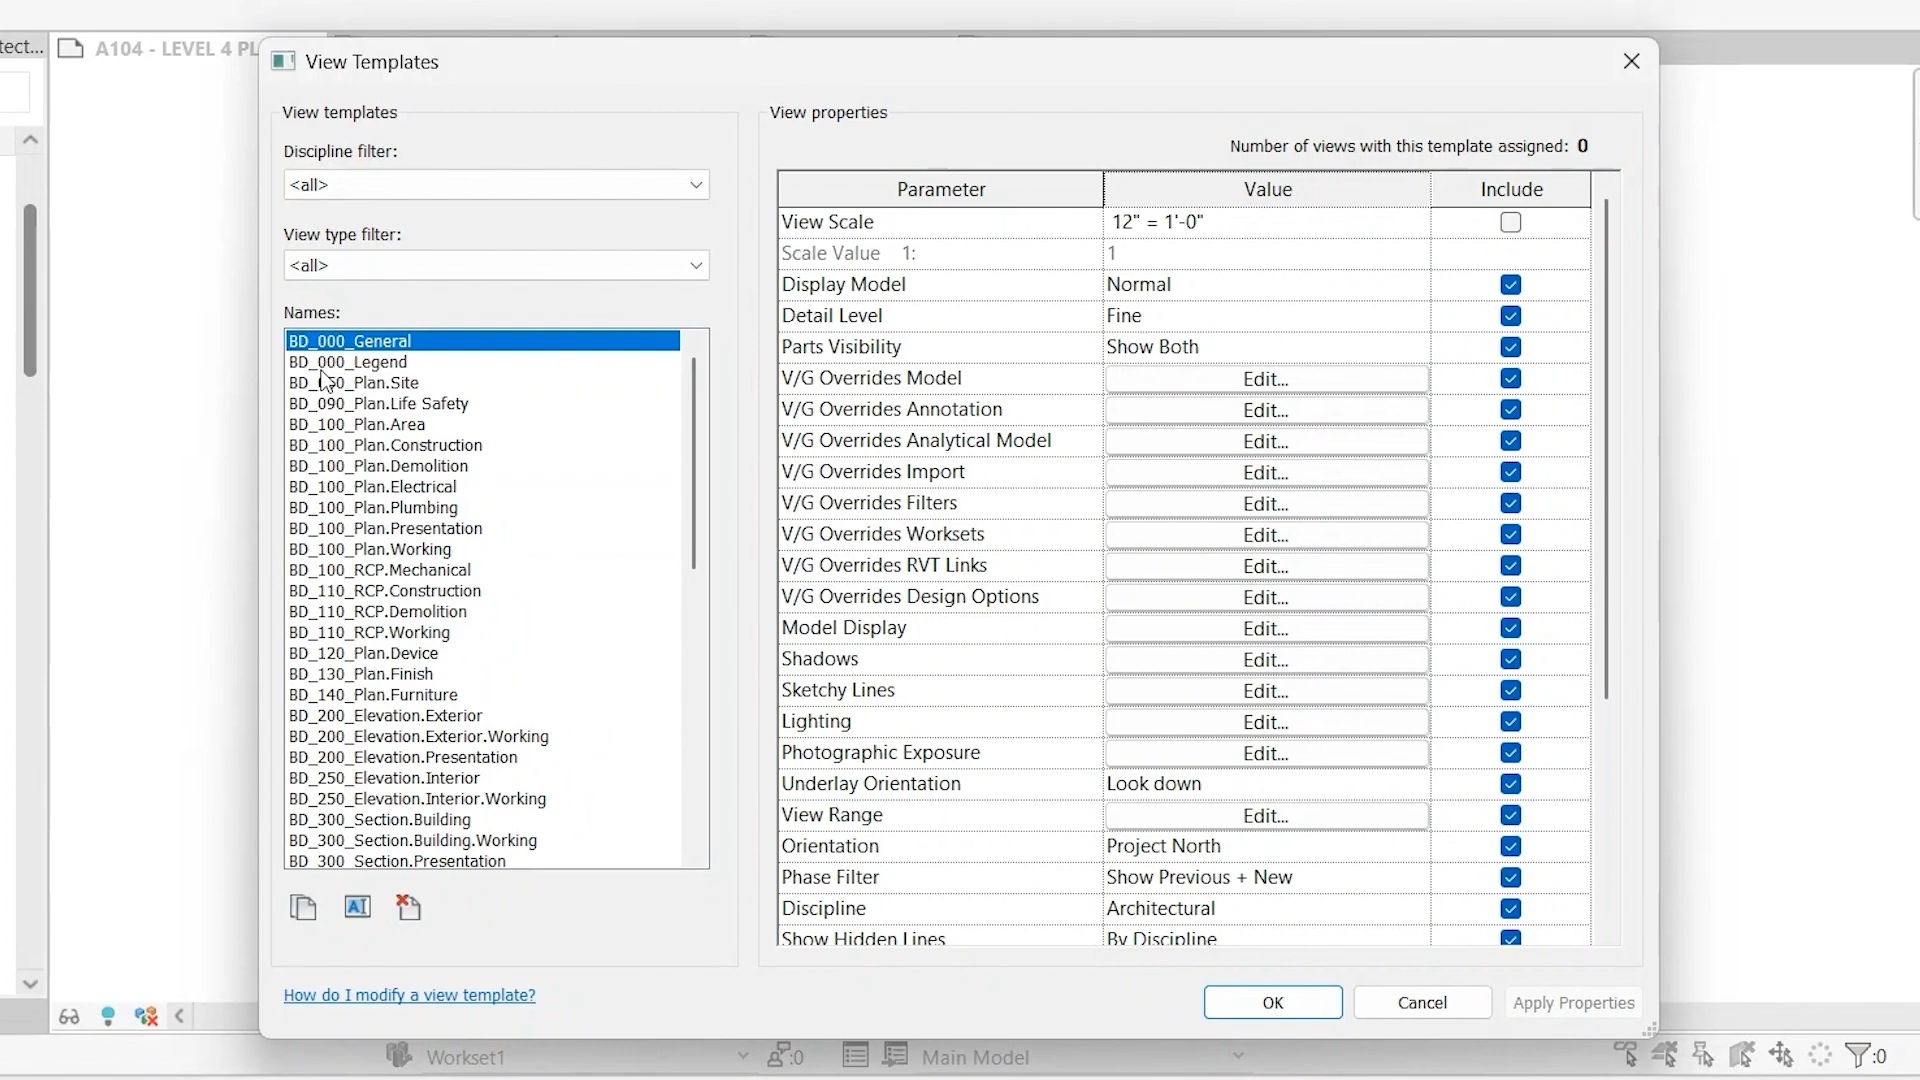 tect...
A104 - LEVEL 4 PL
View Templates
View templates
Discipline filter:
<all>
View type filter:
<all>
Names:
BD_000_General
BD_000_Legend
BD_050_Plan.Site
BD_090_Plan.Life Safety
BD_100_Plan.Area
BD_100_Plan.Construction
BD_100_Plan.Demolition
BD_100_Plan.Electrical
BD_100_Plan.Plumbing
BD_100_Plan.Presentation
BD_100_Plan.Working
BD_100_RCP.Mechanical
BD_110_RCP.Construction
BD_110_RCP.Demolition
BD_110_RCP.Working
BD_120_Plan.Device
BD_130_Plan.Finish
BD_140_Plan.Furniture
BD_200_Elevation.Exterior
BD_200_Elevation.Exterior.Working
BD_200_Elevation.Presentation
BD_250_Elevation.Interior
BD_250_Elevation.Interior.Working
BD_300_Section.Building
BD_300_Section.Building.Working
BD_300_Section.Presentation
How do I modify a view template?
View properties
Number of views with this template assigned: 0
Parameter Value Include
View Scale 12" = 1'-0"
Scale Value 1: 1
Display Model Normal
Detail Level Fine
Parts Visibility Show Both
V/G Overrides Model Edit...
V/G Overrides Annotation Edit...
V/G Overrides Analytical Model Edit...
V/G Overrides Import Edit...
V/G Overrides Filters Edit...
V/G Overrides Worksets Edit...
V/G Overrides RVT Links Edit...
V/G Overrides Design Options Edit...
Model Display Edit...
Shadows Edit...
Sketchy Lines Edit...
Lighting Edit...
Photographic Exposure Edit...
Underlay Orientation Look down
View Range Edit...
Orientation Project North
Phase Filter Show Previous + New
Discipline Architectural
Show Hidden Lines By Discipline
OK Cancel Apply Properties
Workset1 :0 Main Model :0